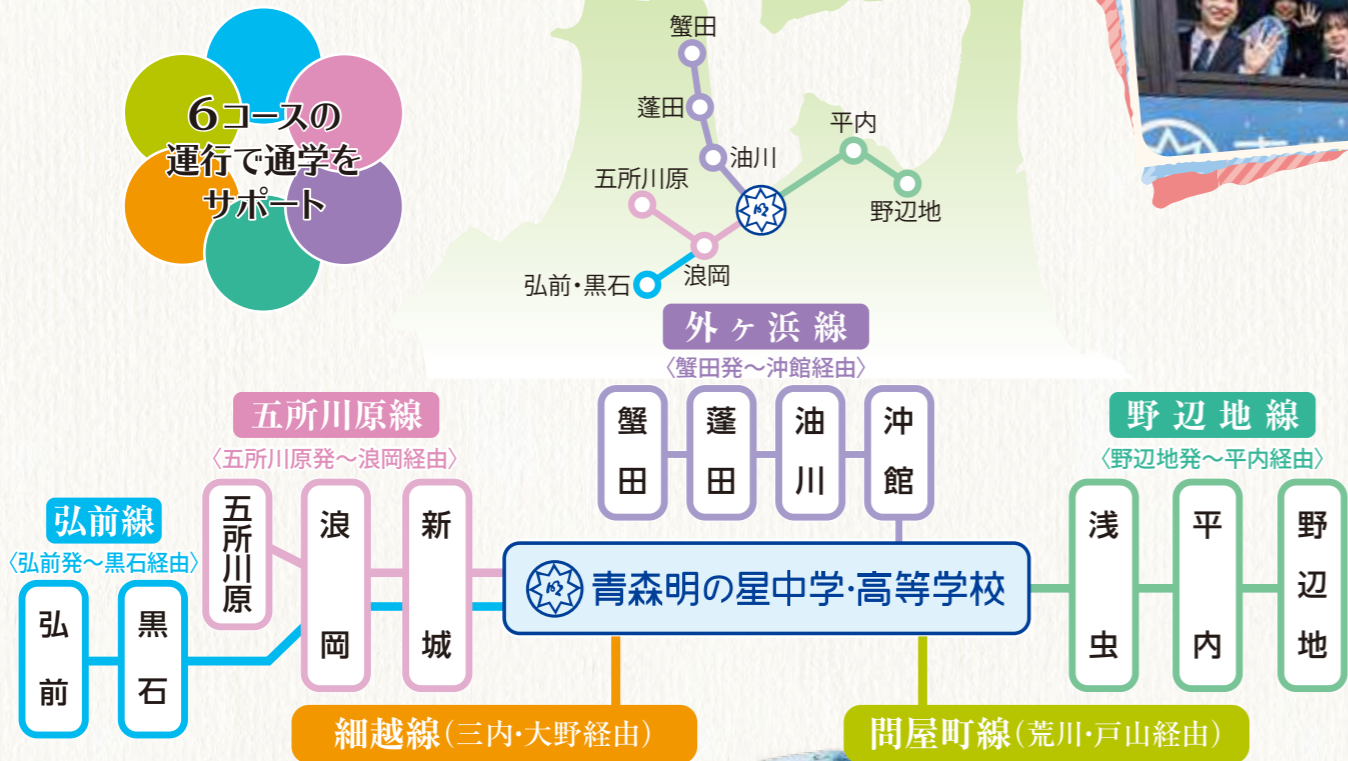 6コースの
運行で通学を
サポート
蟹田
蓬田
油川
平内
野辺地
五所川原
浪岡
弘前・黒石
外ヶ浜線
〈蟹田発〜沖館経由〉
蟹田
蓬田
油川
沖館
五所川原線
〈五所川原発〜浪岡経由〉
五所川原
浪岡
新城
野辺地線
〈野辺地発〜平内経由〉
浅虫
平内
野辺地
弘前線
〈弘前発〜黒石経由〉
弘前
黒石
青森明の星中学・高等学校
細越線(三内・大野経由)
問屋町線(荒川・戸山経由)